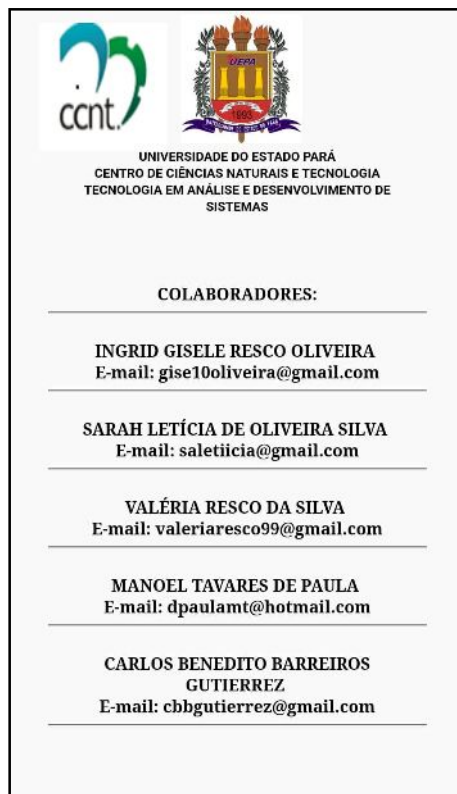 ccnt.
UEPA
1993
UNIVERSIDADE DO ESTADO PARÁ
CENTRO DE CIÊNCIAS NATURAIS E TECNOLOGIA
TECNOLOGIA EM ANÁLISE E DESENVOLVIMENTO DE
SISTEMAS
COLABORADORES:
INGRID GISELE RESCO OLIVEIRA
E-mail: gise10oliveira@gmail.com
SARAH LETÍCIA DE OLIVEIRA SILVA
E-mail: saletiicia@gmail.com
VALÉRIA RESCO DA SILVA
E-mail: valeriaresco99@gmail.com
MANOEL TAVARES DE PAULA
E-mail: dpaulamt@hotmail.com
CARLOS BENEDITO BARREIROS
GUTIERREZ
E-mail: cbbgutierrez@gmail.com